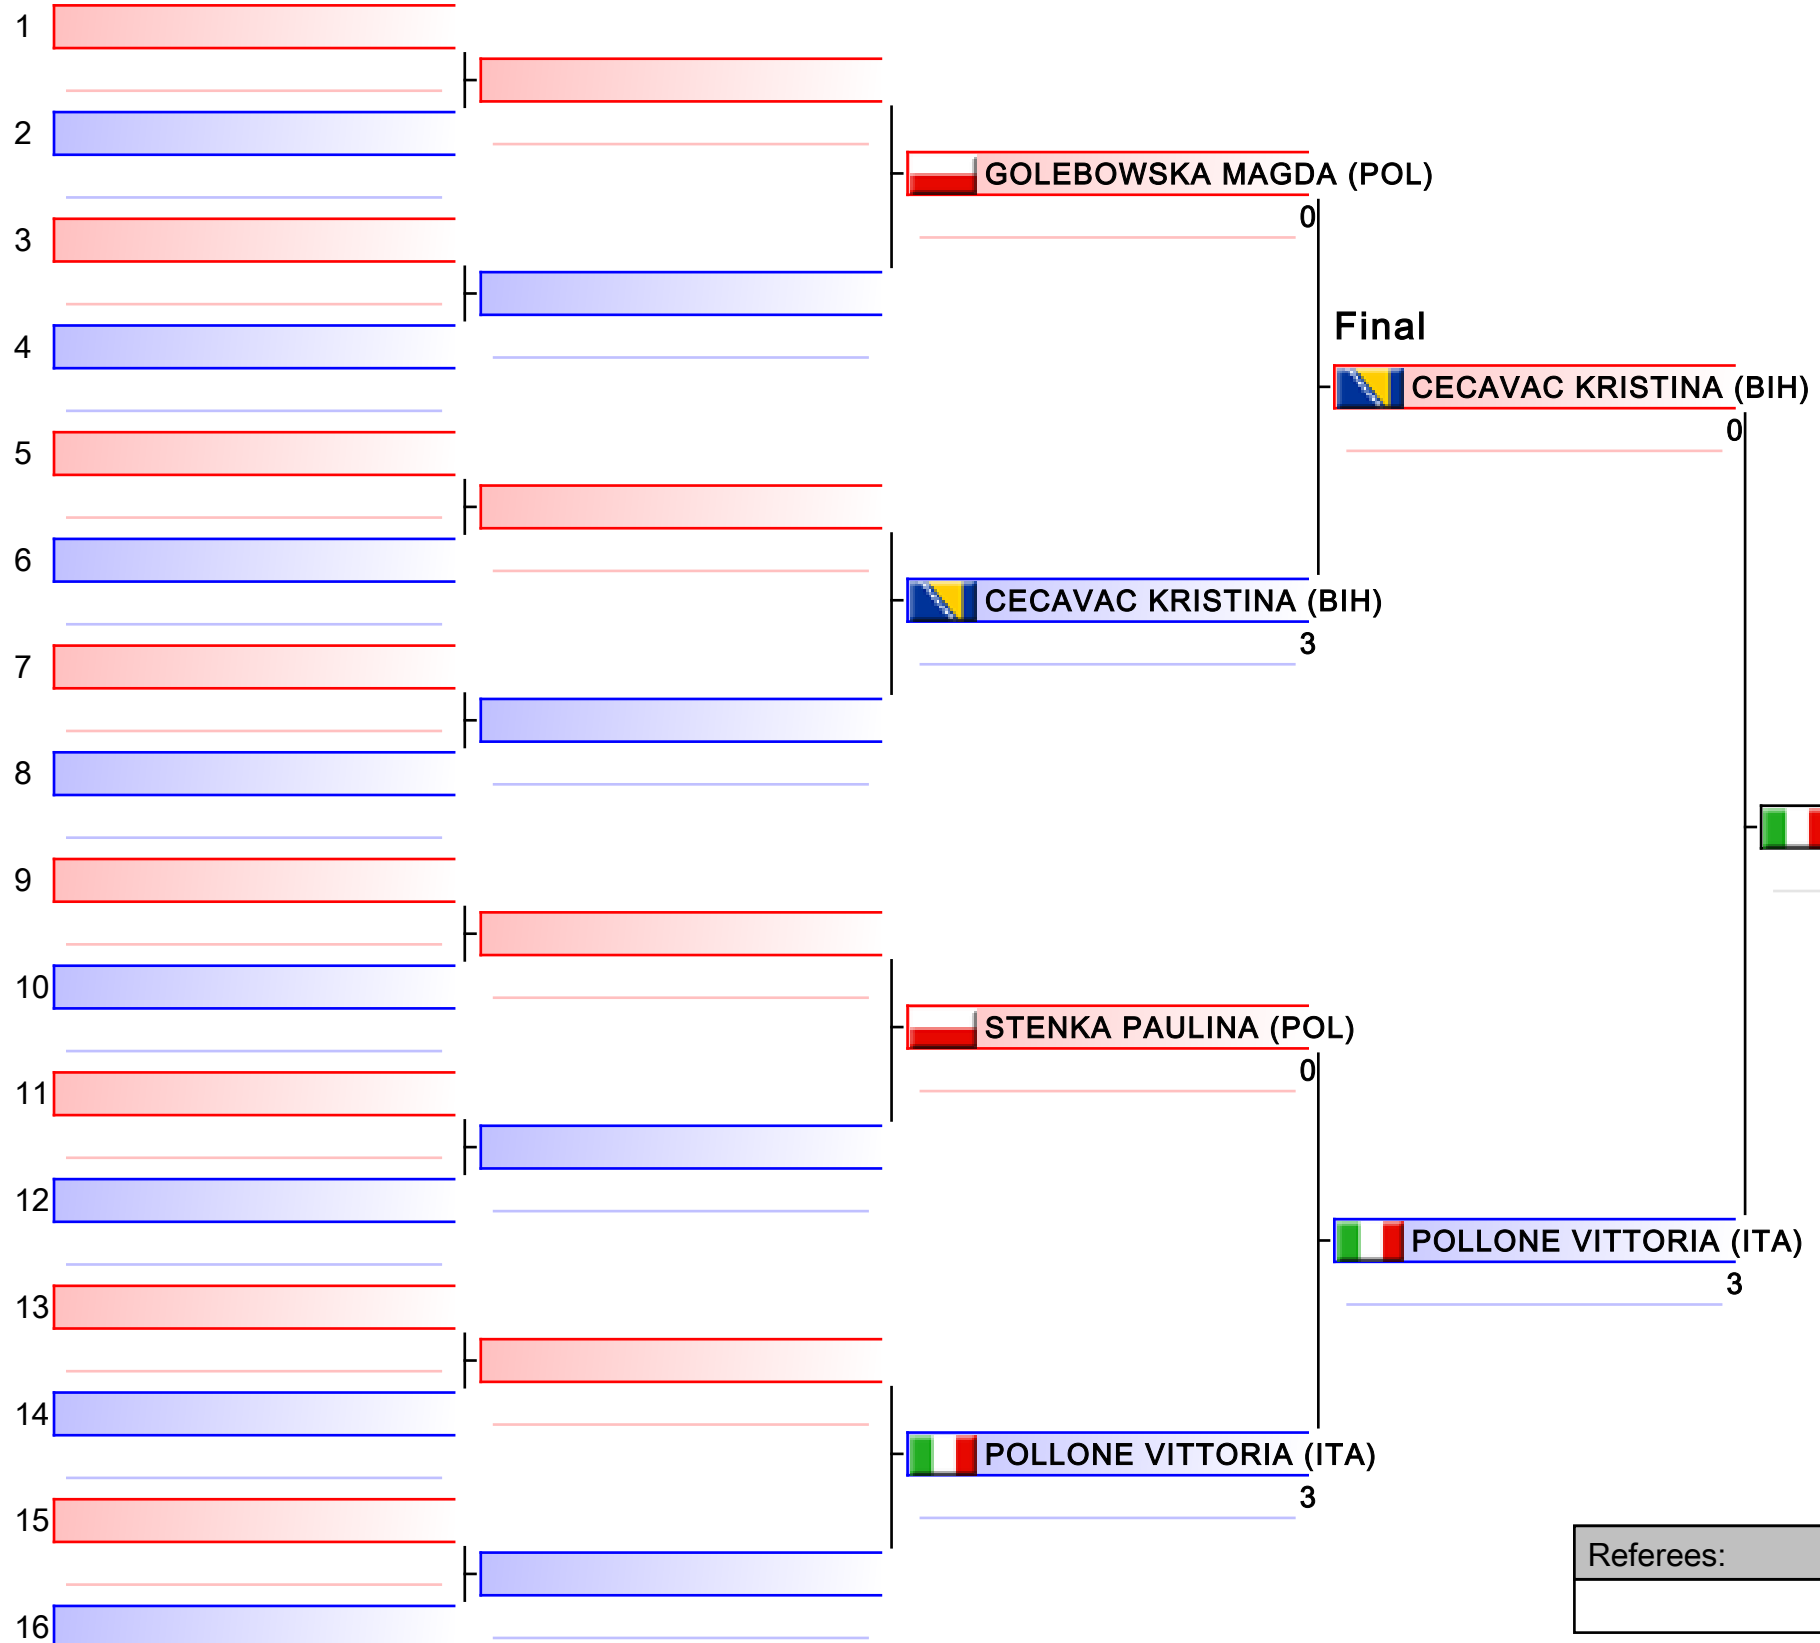 1
2
GOLEBOWSKA MAGDA (POL)
0
3
Final
4
CECAVAC KRISTINA (BIH)
0
5
6
CECAVAC KRISTINA (BIH)
3
7
8
9
10
STENKA PAULINA (POL)
0
11
12
POLLONE VITTORIA (ITA)
3
13
14
POLLONE VITTORIA (ITA)
3
15
Referees:
16